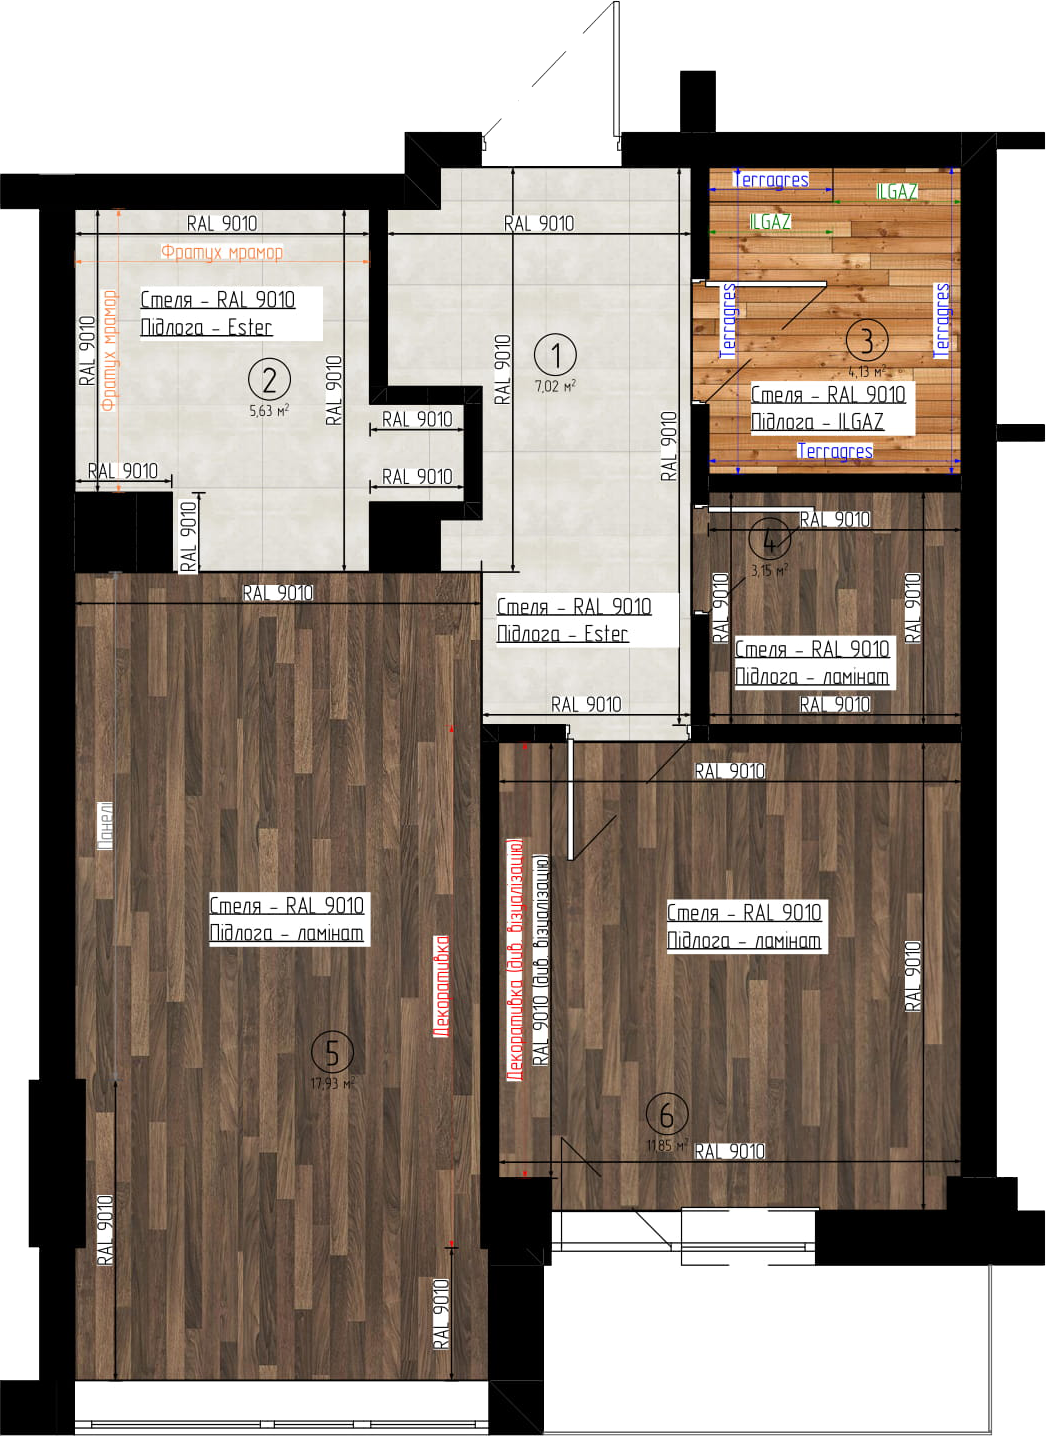 Terragres
ILGAZ
RAL 9010
RAL 9010
ILGAZ
Фратух мрамор
Стеля - RAL 9010
Підлога - Ester
RAL 9010
Фратух мрамор
RAL 9010
2
5,63 м²
1
7,02 м²
RAL 9010
RAL 9010
Terragres
Terragres
3
4,13 м²
Стеля - RAL 9010
Підлога - ILGAZ
Terragres
RAL 9010
RAL 9010
RAL 9010
RAL 9010
RAL 9010
4
3,15 м²
RAL 9010
RAL 9010
RAL 9010
Стеля - RAL 9010
Підлога - Ester
Стеля - RAL 9010
Підлога - ламінат
RAL 9010
RAL 9010
RAL 9010
RAL 9010
Панелі
Стеля - RAL 9010
Підлога - ламінат
Декоративка
5
17,93 м²
RAL 9010
RAL 9010
Декоративка (див. візуалізацію)
RAL 9010 (див. візуалізацію)
Стеля - RAL 9010
Підлога - ламінат
RAL 9010
6
11,85 м²
RAL 9010